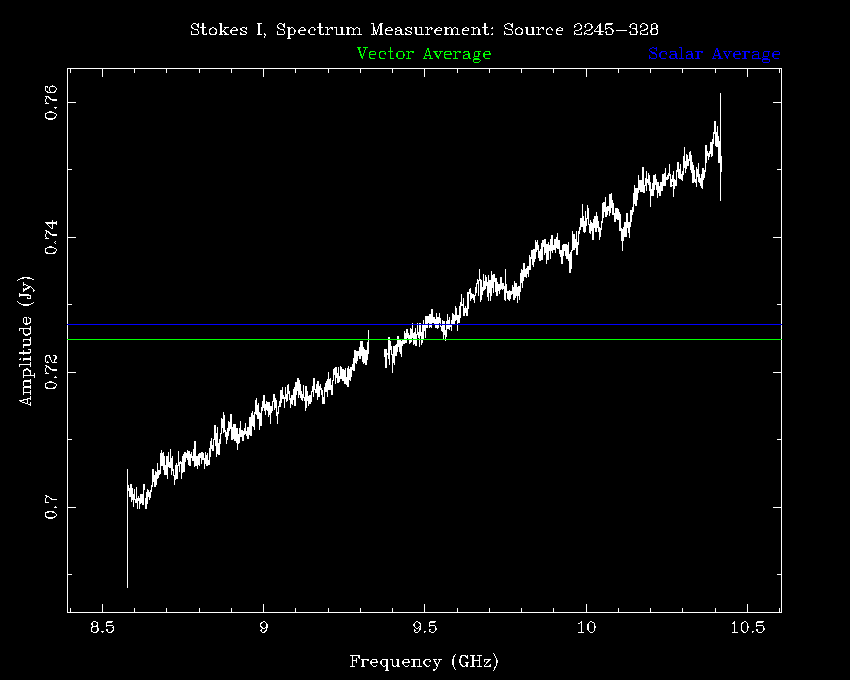 Stokes I, Spectrum Measurement: Source 2245−328
Vector Average Scalar Average
0.76
0.74
0.72
0.7
Amplitude (Jy)
8.5 9 9.5 10 10.5
Frequency (GHz)